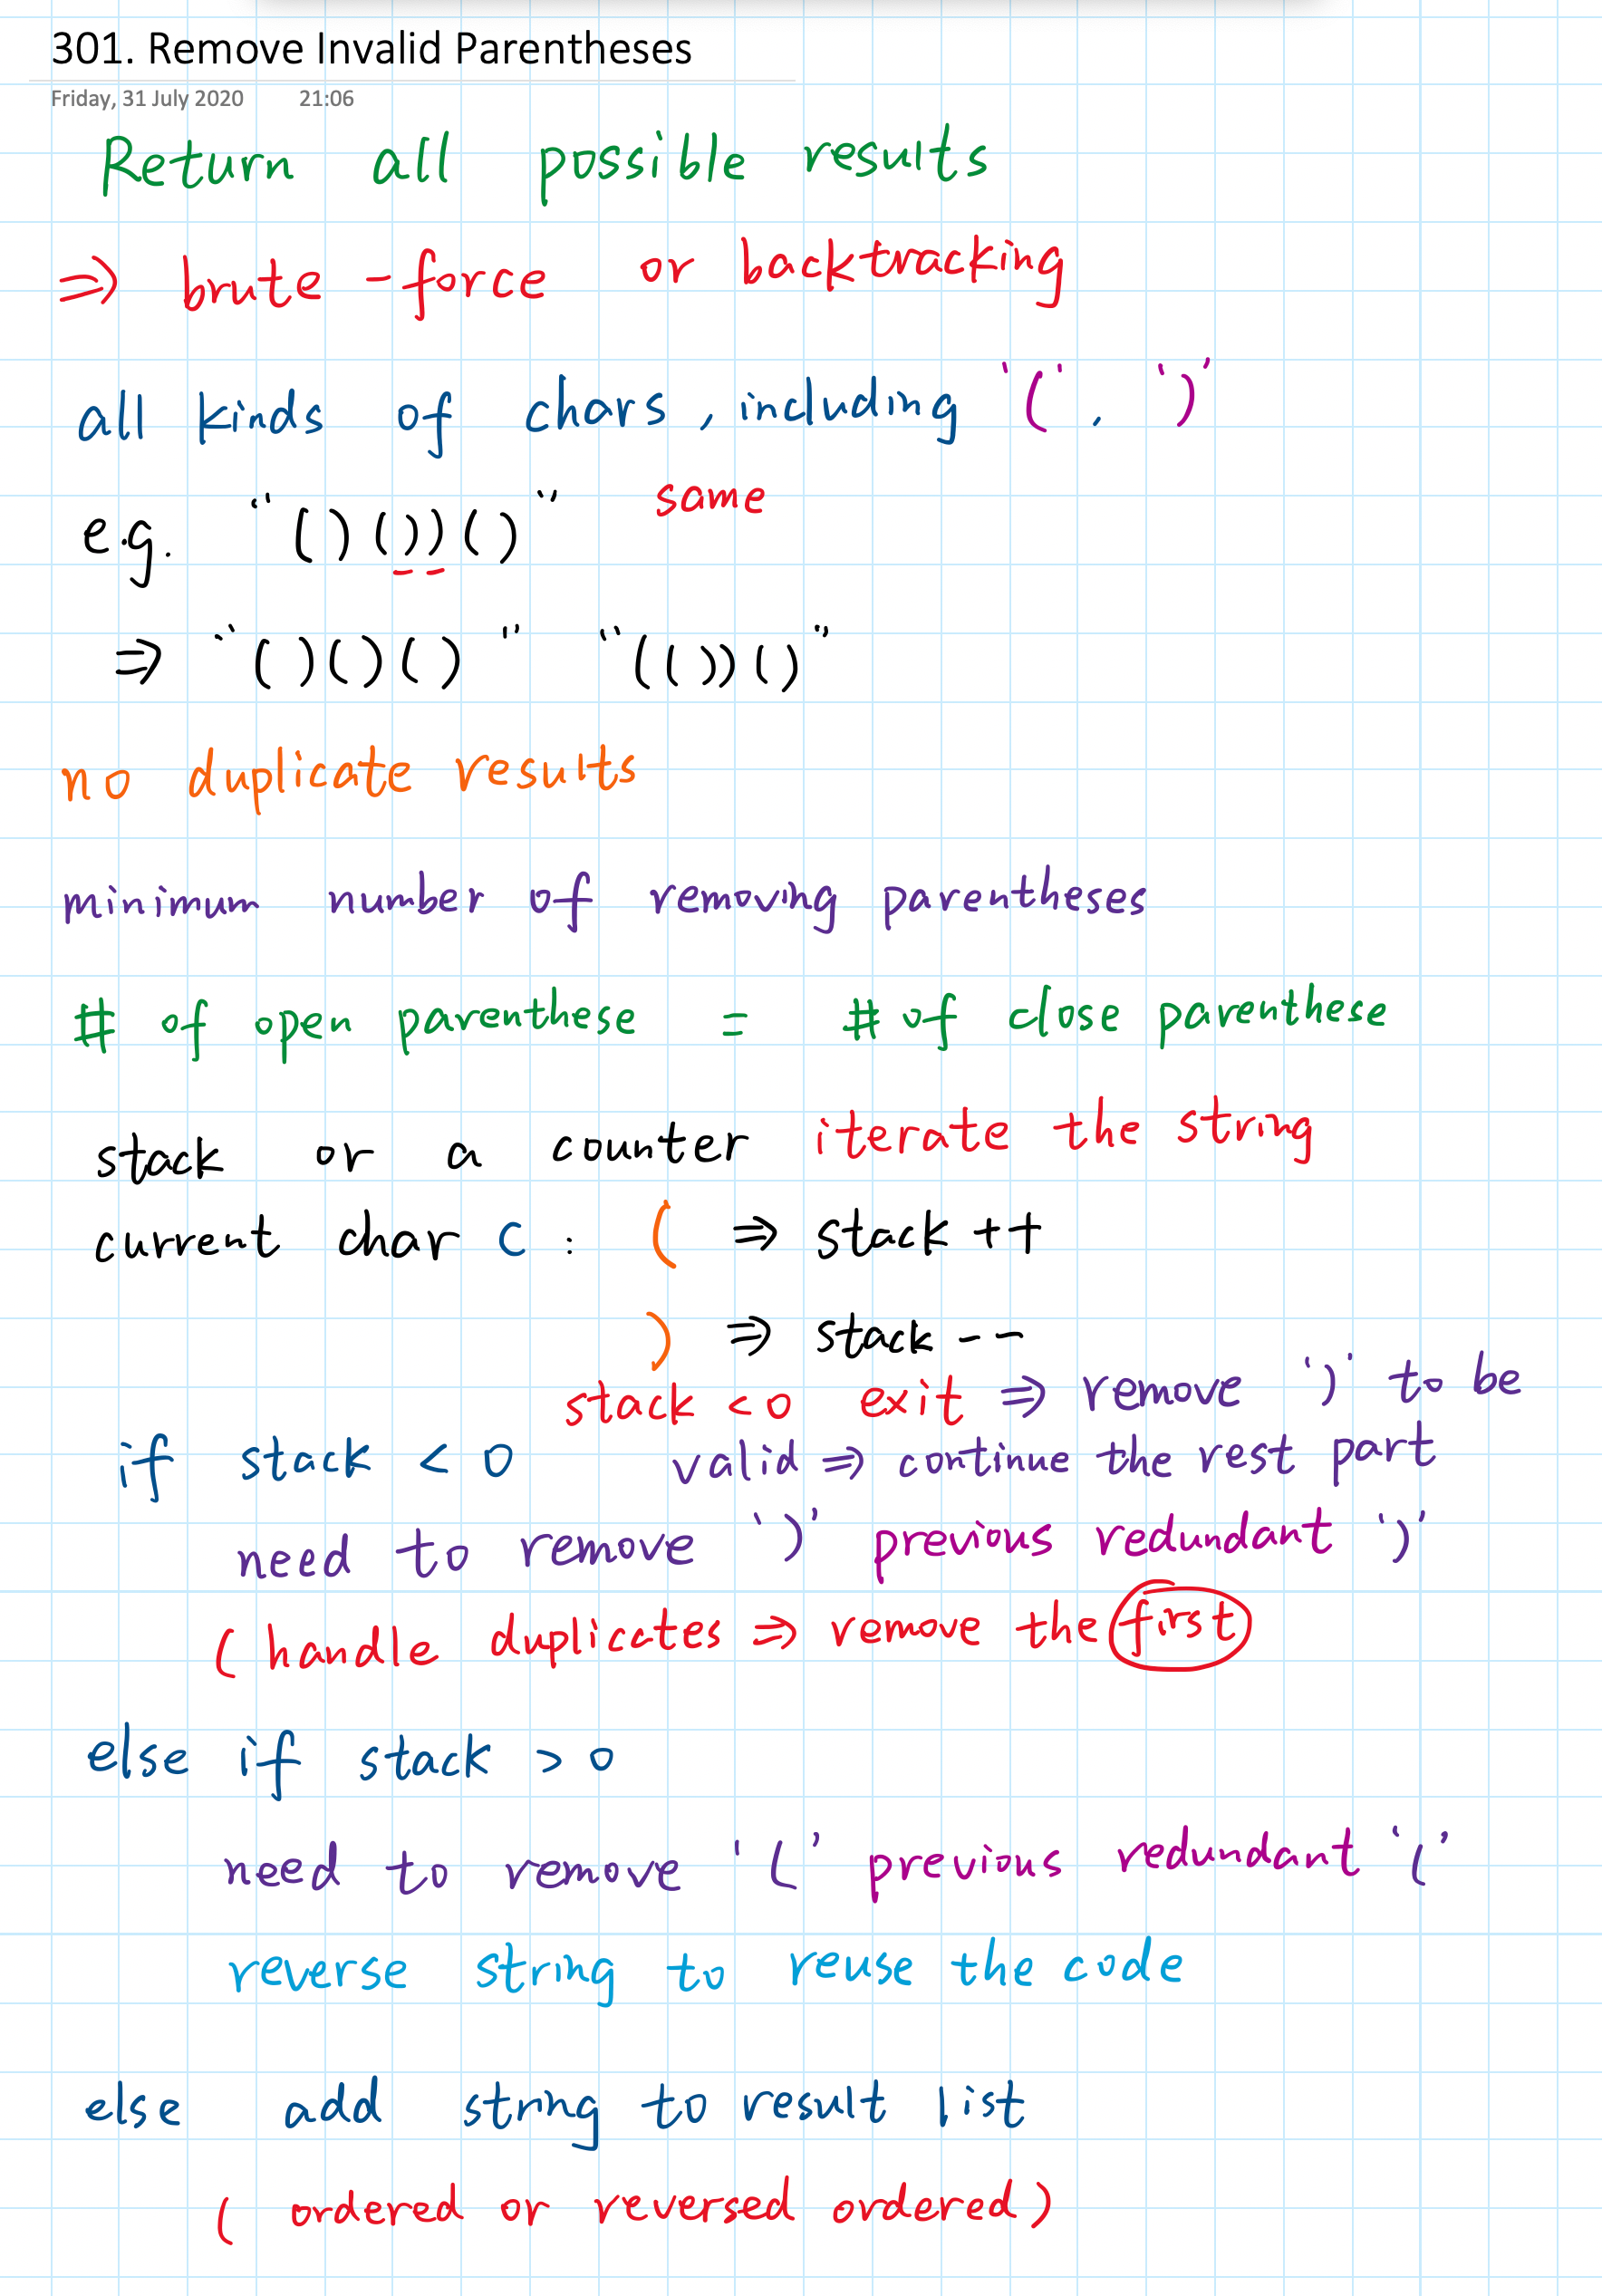 301. Remove Invalid Parentheses
Friday, 31 July 2020 21:06
Return all possible results
⇒ brute-force or backtracking
all kinds of chars, including '(', ')'
e.g. "()())()" same
⇒ "()()()" "(())()"
no duplicate results
minimum number of removing parentheses
# of open parenthese = # of close parenthese
stack or a counter iterate the string
current char c : ( ⇒ stack ++
) ⇒ stack --
stack <0 exit ⇒ remove ')' to be
if stack < 0 valid ⇒ continue the rest part
need to remove ')' previous redundant ')'
( handle duplicates ⇒ remove the first
else if stack > 0
need to remove '(' previous redundant '('
reverse string to reuse the code
else add string to result list
( ordered or reversed ordered )